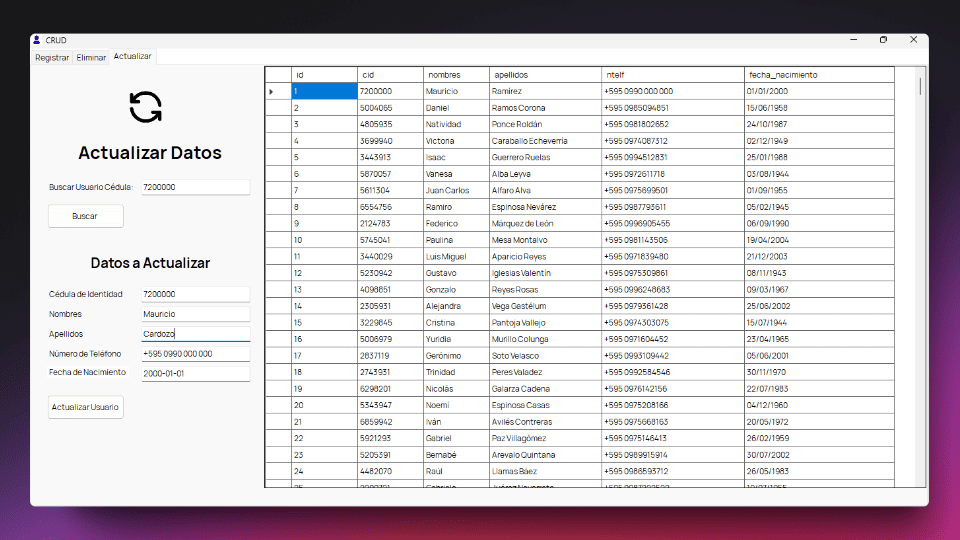 CRUD
Registrar Eliminar Actualizar
Actualizar Datos
Buscar Usuario Cédula: 7200000
Buscar
Datos a Actualizar
Cédula de Identidad 7200000
Nombres Mauricio
Apellidos Cardozo
Número de Teléfono +595 0990 000 000
Fecha de Nacimiento 2000-01-01
Actualizar Usuario
id cid nombres apellidos ntelf fecha_nacimiento
1 7200000 Mauricio Ramirez +595 0990 000 000 01/01/2000
2 5004065 Daniel Ramos Corona +595 0985094851 15/06/1958
3 4805935 Natividad Ponce Roldán +595 0981802652 24/10/1987
4 3699940 Victoria Caraballo Echeverría +595 0974087312 02/12/1949
5 3443913 Isaac Guerrero Ruelas +595 0994512831 25/01/1988
6 5870057 Vanesa Alba Leyva +595 0972611718 03/08/1944
7 5611304 Juan Carlos Alfaro Alva +595 0975699501 01/09/1955
8 6554756 Ramiro Espinosa Nevárez +595 0987793611 05/02/1945
9 2124783 Federico Márquez de León +595 0996905455 06/09/1990
10 5745041 Paulina Mesa Montalvo +595 0981143506 19/04/2004
11 3440029 Luis Miguel Aparicio Reyes +595 0971839480 21/12/2003
12 5230942 Gustavo Iglesias Valentín +595 0975309861 08/11/1943
13 4098851 Gonzalo Reyes Rosas +595 0996248683 09/03/1967
14 2305931 Alejandra Vega Gastélum +595 0979361428 25/06/2002
15 3229845 Cristina Pantoja Vallejo +595 0974303075 15/07/1944
16 5006979 Yuridia Murillo Colunga +595 0971604452 23/04/1965
17 2837119 Gerónimo Soto Velasco +595 0993109442 05/06/2001
18 2743931 Trinidad Peres Valadez +595 0992584546 30/11/1970
19 6298201 Nicolás Galarza Cadena +595 0976142156 22/07/1983
20 5343947 Noemí Espinosa Casas +595 0975208166 04/12/1960
21 6859942 Iván Avilés Contreras +595 0975668163 20/05/1972
22 5921293 Gabriel Paz Villagómez +595 0975146413 26/02/1959
23 5205391 Bernabé Arevalo Quintana +595 0989915914 30/07/2002
24 4482070 Raúl Llamas Báez +595 0986593712 26/05/1983